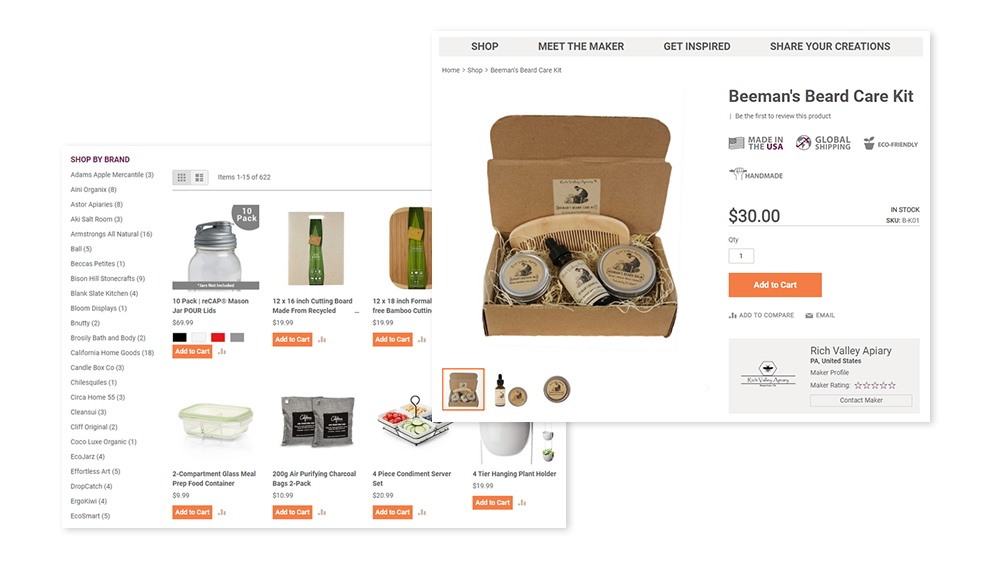 SHOP
MEET THE MAKER
GET INSPIRED
SHARE YOUR CREATIONS
Home > Shop > Beeman's Beard Care Kit
Beeman's Beard Care Kit
Be the first to review this product
MADE IN
THE USA
GLOBAL
SHIPPING
ECO-FRIENDLY
HANDMADE
Rich Valley Apiary
$30.00
IN STOCK
SKU: B-K01
Qty
1
Add to Cart
ADD TO COMPARE
EMAIL
Rich Valley Apiary
Rich Valley Apiary
PA, United States
Maker Profile
Maker Rating:
Contact Maker
SHOP BY BRAND
Adams Apple Mercantile (3)
Aini Organix (8)
Astor Apiaries (8)
Aki Salt Room (3)
Armstrongs All Natural (16)
Ball (5)
Beccas Petites (1)
Bison Hill Stonecrafts (9)
Blank Slate Kitchen (4)
Bloom Displays (1)
Bnutty (2)
Brosily Bath and Body (2)
California Home Goods (18)
Candle Box Co (3)
Chilesquiles (1)
Circa Home 55 (3)
Cleansui (3)
Cliff Original (2)
Coco Luxe Organic (1)
EcoJarz (4)
Effortless Art (5)
DropCatch (4)
ErgoKiwi (4)
EcoSmart (5)
Items 1-15 of 622
10
Pack
*Jars Not Included
10 Pack | reCAP® Mason
Jar POUR Lids
$69.99
Add to Cart
12 x 16 inch Cutting Board
Made From Recycled ...
$19.99
Add to Cart
12 x 18 inch Formal
free Bamboo Cuttin
$19.99
Add to Cart
2-Compartment Glass Meal
Prep Food Container
$9.99
Add to Cart
200g Air Purifying Charcoal
Bags 2-Pack
$10.99
Add to Cart
4 Piece Condiment Server
Set
$20.99
Add to Cart
4 Tier Hanging Plant Holder
$19.99
Add to Cart